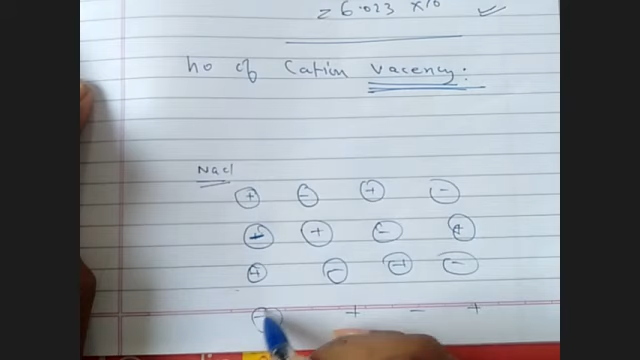 = 6.023 x 10
no of Cation Vacency:
Nacl
+ - + -
- + - +
+ - + -
- + - +